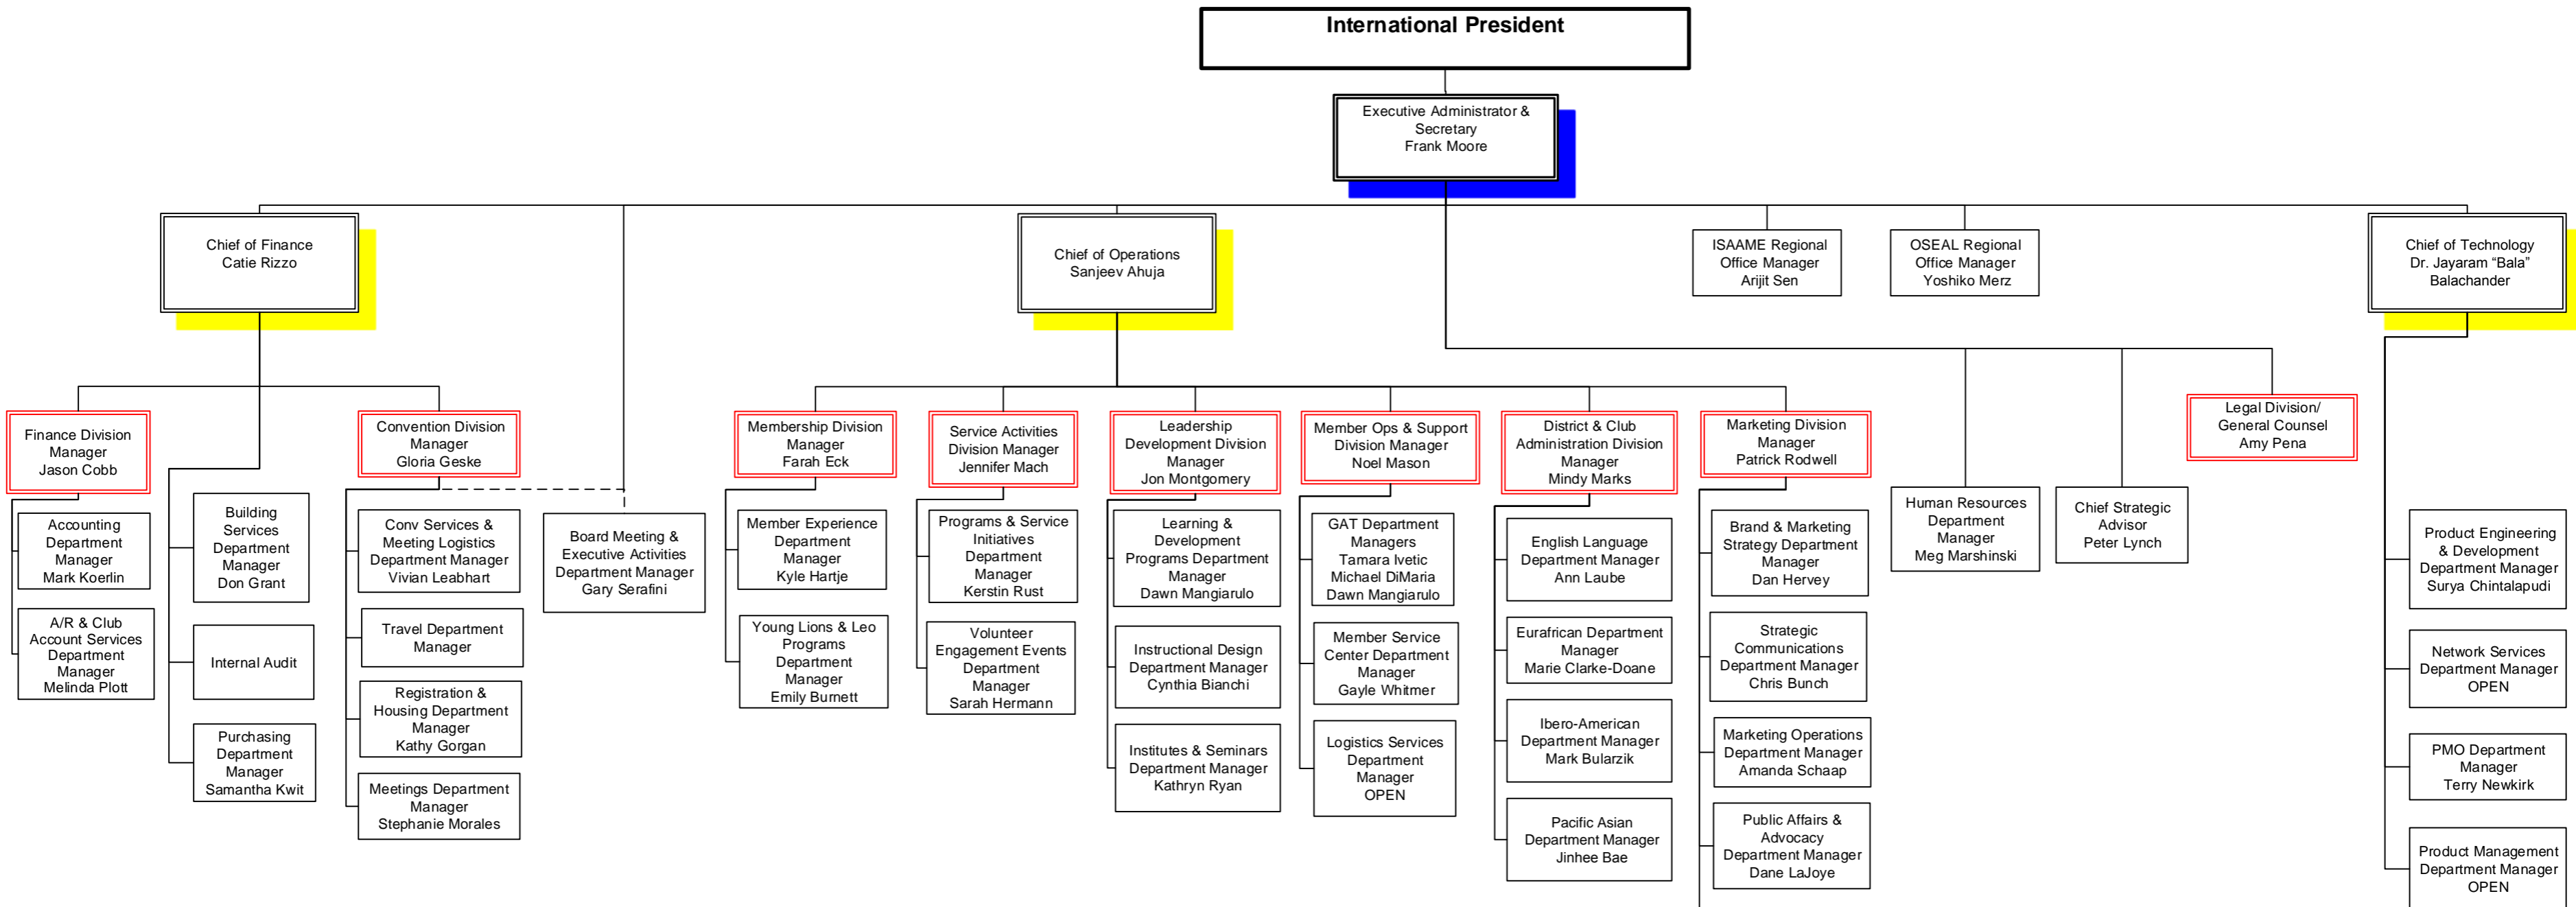 International President
Executive Administrator &
Secretary
Frank Moore
Chief of Finance
Catie Rizzo
Chief of Operations
Sanjeev Ahuja
ISAAME Regional
Office Manager
Arijit Sen
OSEAL Regional
Office Manager
Yoshiko Merz
Chief of Technology
Dr. Jayaram “Bala”
Balachander
Finance Division
Manager
Jason Cobb
Convention Division
Manager
Gloria Geske
Membership Division
Manager
Farah Eck
Service Activities
Division Manager
Jennifer Mach
Leadership
Development Division
Manager
Jon Montgomery
Member Ops & Support
Division Manager
Noel Mason
District & Club
Administration Division
Manager
Mindy Marks
Marketing Division
Manager
Patrick Rodwell
Legal Division/
General Counsel
Amy Pena
Accounting
Department
Manager
Mark Koerlin
A/R & Club
Account Services
Department
Manager
Melinda Plott
Building
Services
Department
Manager
Don Grant
Internal Audit
Purchasing
Department
Manager
Samantha Kwit
Conv Services &
Meeting Logistics
Department Manager
Vivian Leabhart
Travel Department
Manager
Registration &
Housing Department
Manager
Kathy Gorgan
Meetings Department
Manager
Stephanie Morales
Board Meeting &
Executive Activities
Department Manager
Gary Serafini
Member Experience
Department
Manager
Kyle Hartje
Young Lions & Leo
Programs
Department
Manager
Emily Burnett
Programs & Service
Initiatives
Department
Manager
Kerstin Rust
Volunteer
Engagement Events
Department
Manager
Sarah Hermann
Learning &
Development
Programs Department
Manager
Dawn Mangiarulo
Instructional Design
Department Manager
Cynthia Bianchi
Institutes & Seminars
Department Manager
Kathryn Ryan
GAT Department
Managers
Tamara Ivetic
Michael DiMaria
Dawn Mangiarulo
Member Service
Center Department
Manager
Gayle Whitmer
Logistics Services
Department
Manager
OPEN
English Language
Department Manager
Ann Laube
Eurafrican Department
Manager
Marie Clarke-Doane
Ibero-American
Department Manager
Mark Bularzik
Pacific Asian
Department Manager
Jinhee Bae
Brand & Marketing
Strategy Department
Manager
Dan Hervey
Strategic
Communications
Department Manager
Chris Bunch
Marketing Operations
Department Manager
Amanda Schaap
Public Affairs &
Advocacy
Department Manager
Dane LaJoye
Human Resources
Department
Manager
Meg Marshinski
Chief Strategic
Advisor
Peter Lynch
Product Engineering
& Development
Department Manager
Surya Chintalapudi
Network Services
Department Manager
OPEN
PMO Department
Manager
Terry Newkirk
Product Management
Department Manager
OPEN